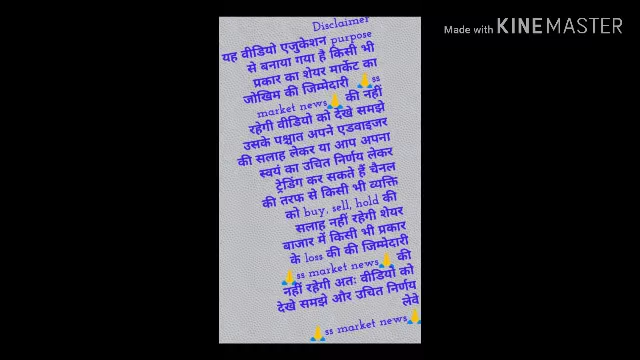 Made with KINEMASTER
Disclaimer
यह वीडियो एजुकेशन purpose
से बनाया गया है किसी भी
प्रकार का शेयर मार्केट का
जोखिम की जिम्मेदारी 🙏ss
market news🙏 की नहीं
रहेगी वीडियो को देखे समझे
उसके पश्चात अपने एडवाइजर
की सलाह लेकर या आप अपना
स्वयं का उचित निर्णय लेकर
ट्रेडिंग कर सकते हैं चैनल
की तरफ से किसी भी व्यक्ति
को buy, sell, hold की
सलाह नहीं रहेगी शेयर
बाजार में किसी भी प्रकार
के loss की की जिम्मेदारी
🙏ss market news🙏 की
नहीं रहेगी अतः वीडियो को
देखे समझे और उचित निर्णय
लेवे
🙏ss market news🙏